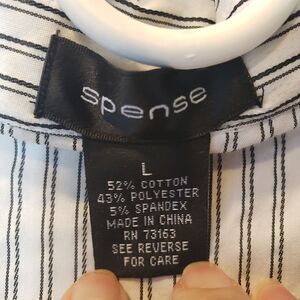 spense
L
52% COTTON
43% POLYESTER
5% SPANDEX
MADE IN CHINA
RN 73163
SEE REVERSE
FOR CARE